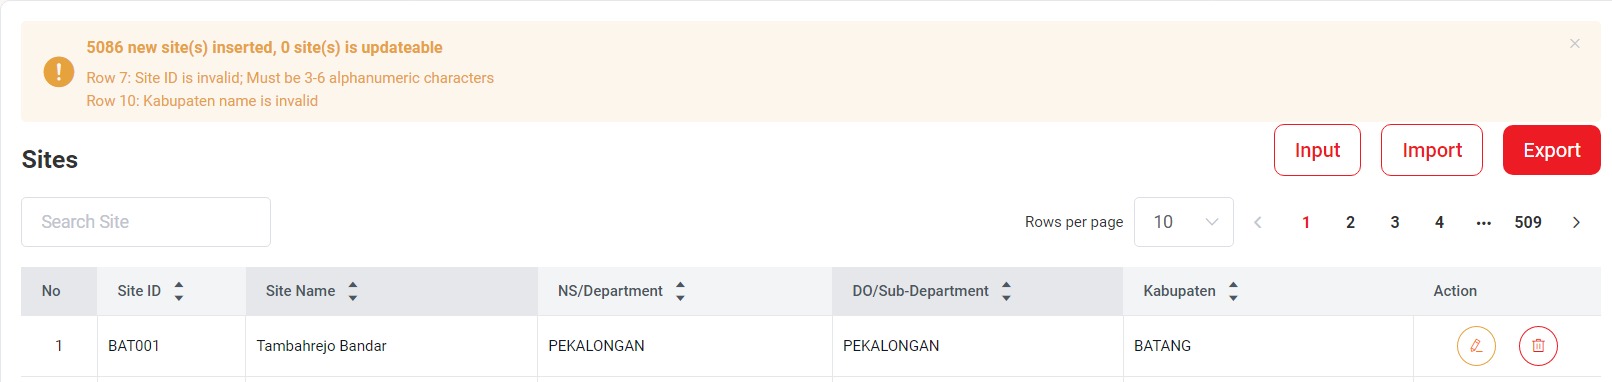 5086 new site(s) inserted, 0 site(s) is updateable
Row 7: Site ID is invalid; Must be 3-6 alphanumeric characters
Row 10: Kabupaten name is invalid
Sites
Input Import Export
Search Site
Rows per page 10 1 2 3 4 ... 509
No Site ID Site Name NS/Department DO/Sub-Department Kabupaten Action
1 BAT001 Tambahrejo Bandar PEKALONGAN PEKALONGAN BATANG